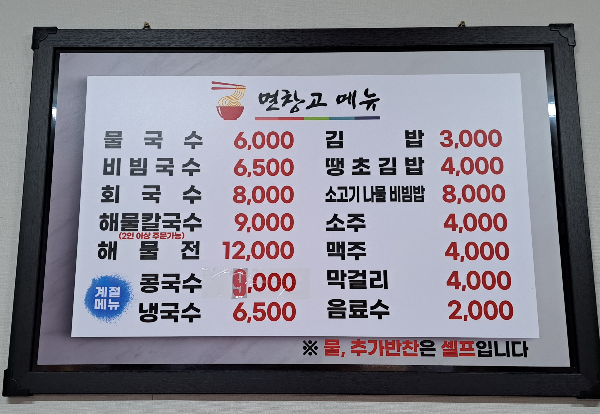 면창고 메뉴
물국수 6,000
비빔국수 6,500
회국수 8,000
해물칼국수 9,000
(2인 이상 주문가능)
해물전 12,000
계절
메뉴
콩국수 9,000
냉국수 6,500
김밥 3,000
땡초김밥 4,000
소고기 나물 비빔밥 8,000
소주 4,000
맥주 4,000
막걸리 4,000
음료수 2,000
※ 물, 추가반찬은 셀프입니다